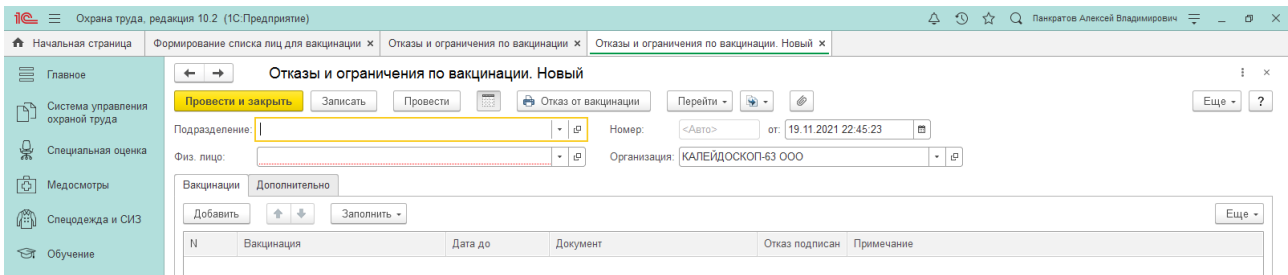 1С Охрана труда, редакция 10.2 (1С:Предприятие) Панкратов Алексей Владимирович
Начальная страница Формирование списка лиц для вакцинации × Отказы и ограничения по вакцинации × Отказы и ограничения по вакцинации. Новый ×
Главное
Система управления охраной труда
Специальная оценка
Медосмотры
Спецодежда и СИЗ
Обучение
Отказы и ограничения по вакцинации. Новый
Провести и закрыть Записать Провести Отказ от вакцинации Перейти Еще ?
Подразделение: Номер: <Авто> от: 19.11.2021 22:45:23
Физ. лицо: Организация: КАЛЕЙДОСКОП-63 ООО
Вакцинации Дополнительно
Добавить Заполнить Еще
N Вакцинация Дата до Документ Отказ подписан Примечание